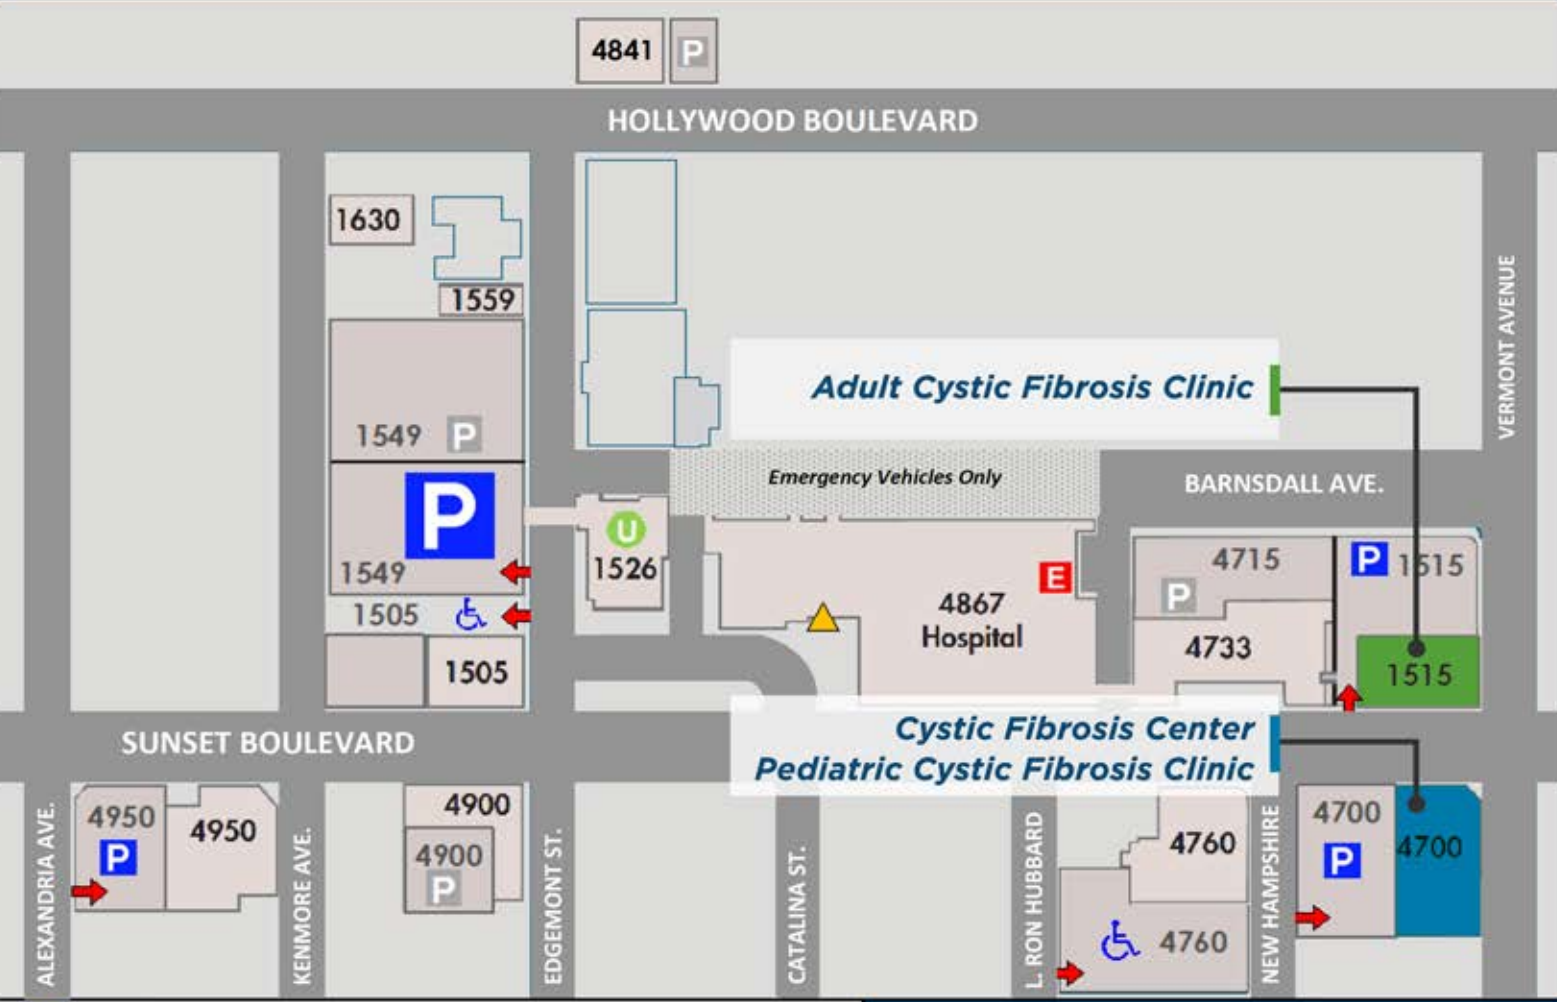 4841
P
HOLLYWOOD BOULEVARD
1630
1559
VERMONT AVENUE
Adult Cystic Fibrosis Clinic
1549
P
Emergency Vehicles Only
BARNSDALL AVE.
P
U
1549
1526
E
4867
Hospital
4715
P
1515
P
1505
4733
1505
1515
SUNSET BOULEVARD
Cystic Fibrosis Center
Pediatric Cystic Fibrosis Clinic
4950
P
4950
4900
4900
P
4760
4760
4700
P
4700
ALEXANDRIA AVE.
KENMORE AVE.
EDGEMONT ST.
CATALINA ST.
L. RON HUBBARD
NEW HAMPSHIRE